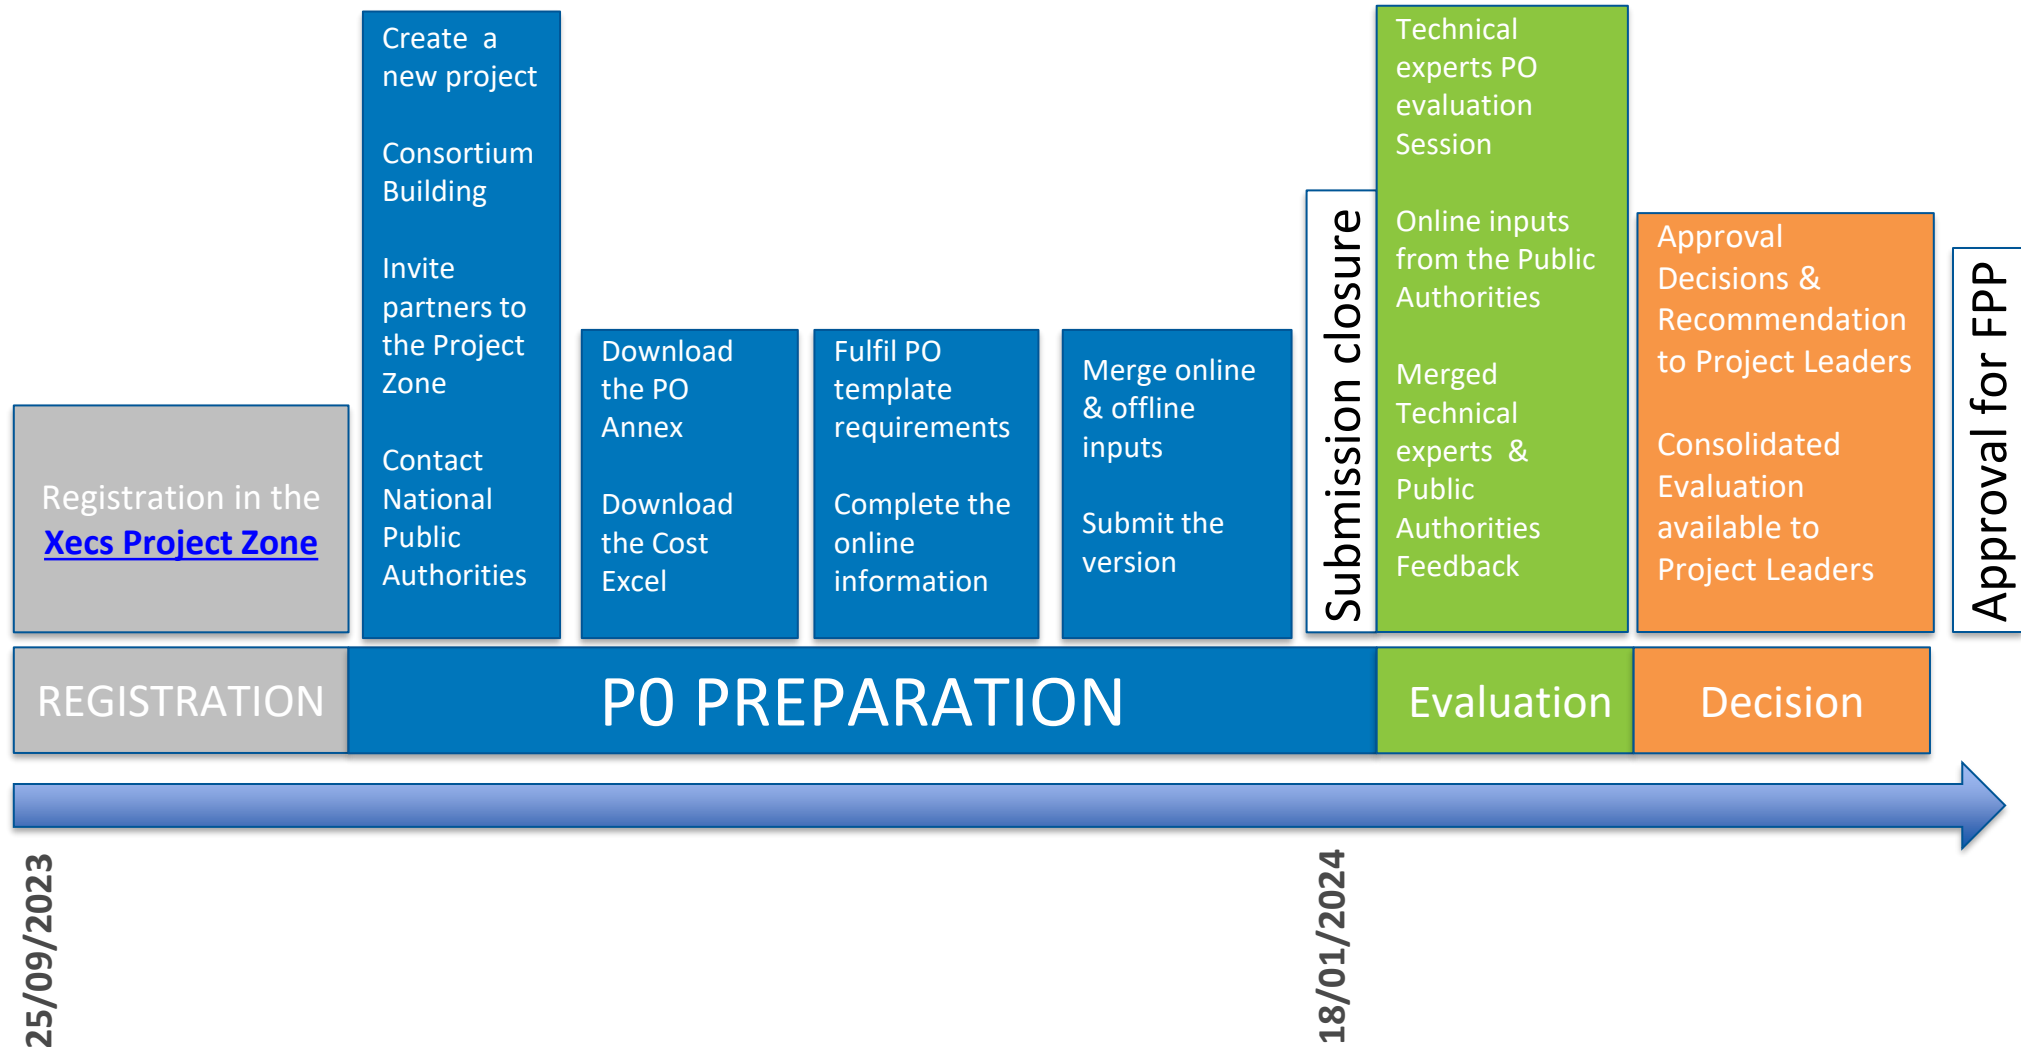 Registration in the
Xecs Project Zone
Create a
new project
Consortium
Building
Invite
partners to
the Project
Zone
Contact
National
Public
Authorities
Download
the PO
Annex
Download
the Cost
Excel
Fulfil PO
template
requirements
Complete the
online
information
Merge online
& offline
inputs
Submit the
version
Submission closure
Technical
experts PO
evaluation
Session
Online inputs
from the Public
Authorities
Merged
Technical
experts &
Public
Authorities
Feedback
Approval
Decisions &
Recommendation
to Project Leaders
Consolidated
Evaluation
available to
Project Leaders
Approval for FPP
REGISTRATION
P0 PREPARATION
Evaluation
Decision
25/09/2023
18/01/2024